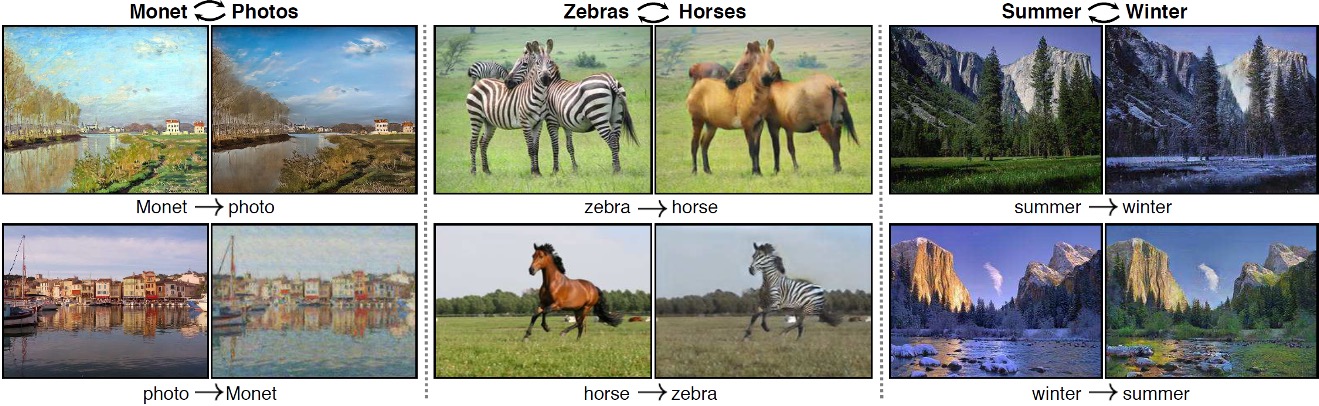 Monet Photos
Zebras Horses
Summer Winter
Monet → photo
zebra → horse
summer → winter
photo → Monet
horse → zebra
winter → summer